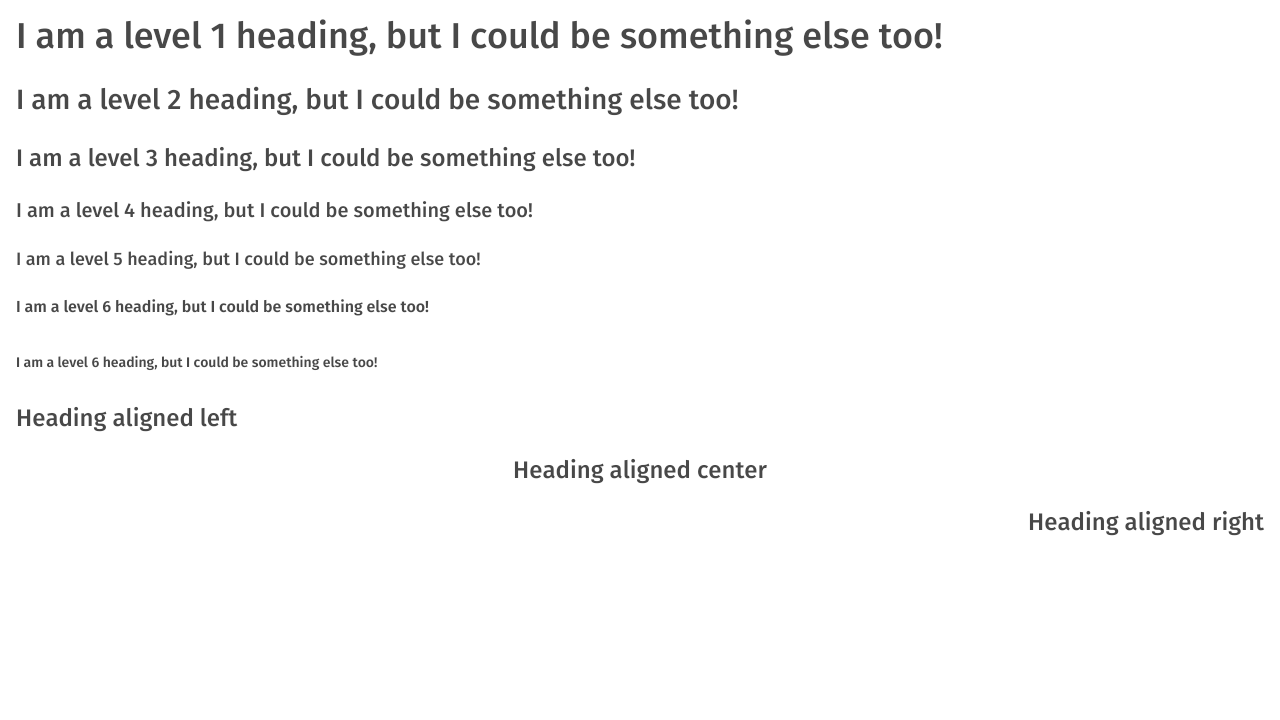 I am a level 1 heading, but I could be something else too!
I am a level 2 heading, but I could be something else too!
I am a level 3 heading, but I could be something else too!
I am a level 4 heading, but I could be something else too!
I am a level 5 heading, but I could be something else too!
I am a level 6 heading, but I could be something else too!
I am a level 6 heading, but I could be something else too!
Heading aligned left
Heading aligned center
Heading aligned right